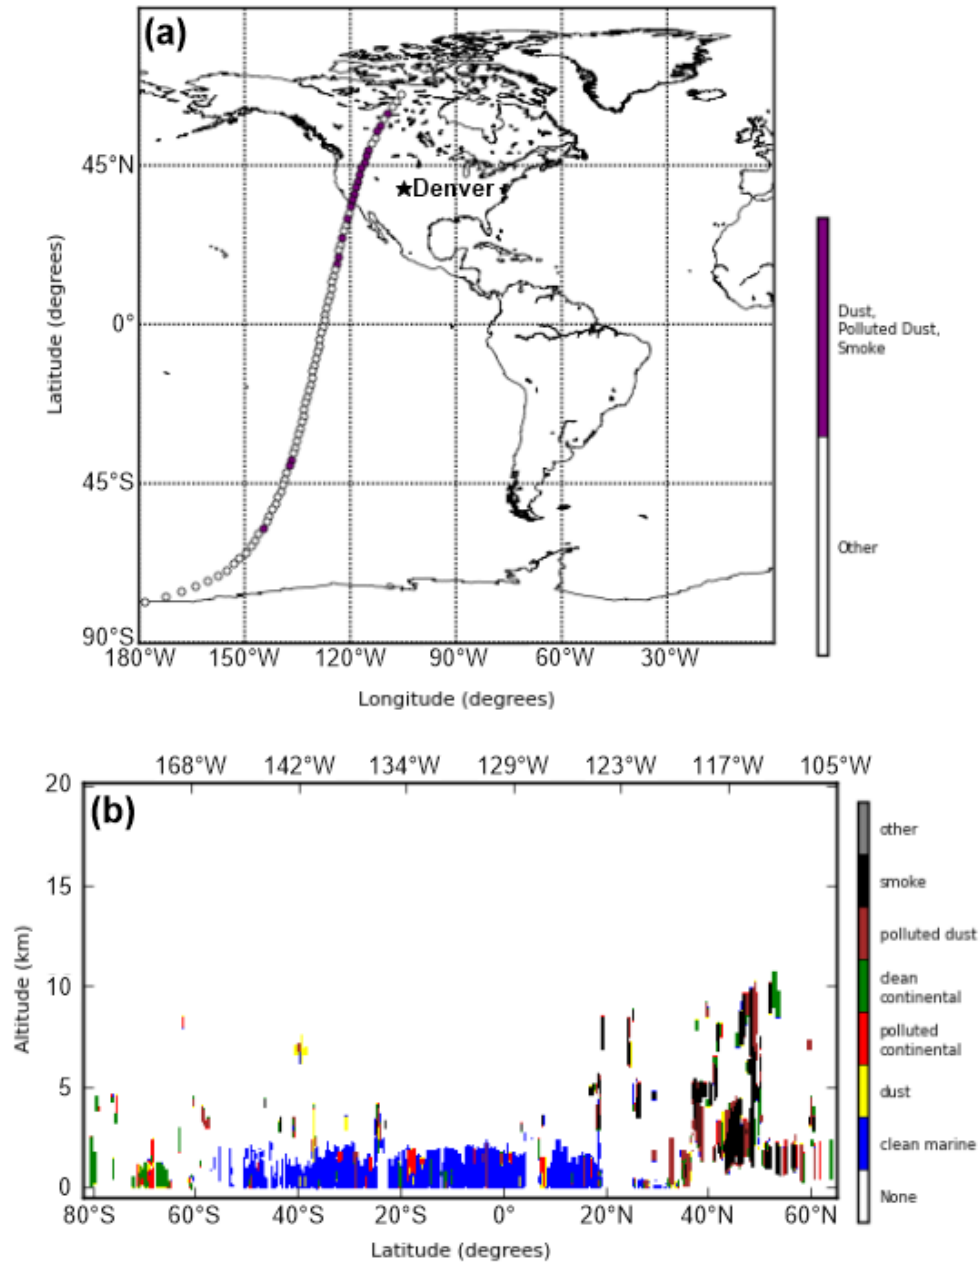 (a)
45°N
Denver
0°
45°S
90°S
180°W 150°W 120°W 90°W 60°W 30°W
Longitude (degrees)
Latitude (degrees)
Dust,
Polluted Dust,
Smoke
Other
168°W 142°W 134°W 129°W 123°W 117°W 105°W
(b)
20
15
10
5
0
Altitude (km)
80°S 60°S 40°S 20°S 0° 20°N 40°N 60°N
Latitude (degrees)
other
smoke
polluted dust
clean
continental
polluted
continental
dust
clean marine
None